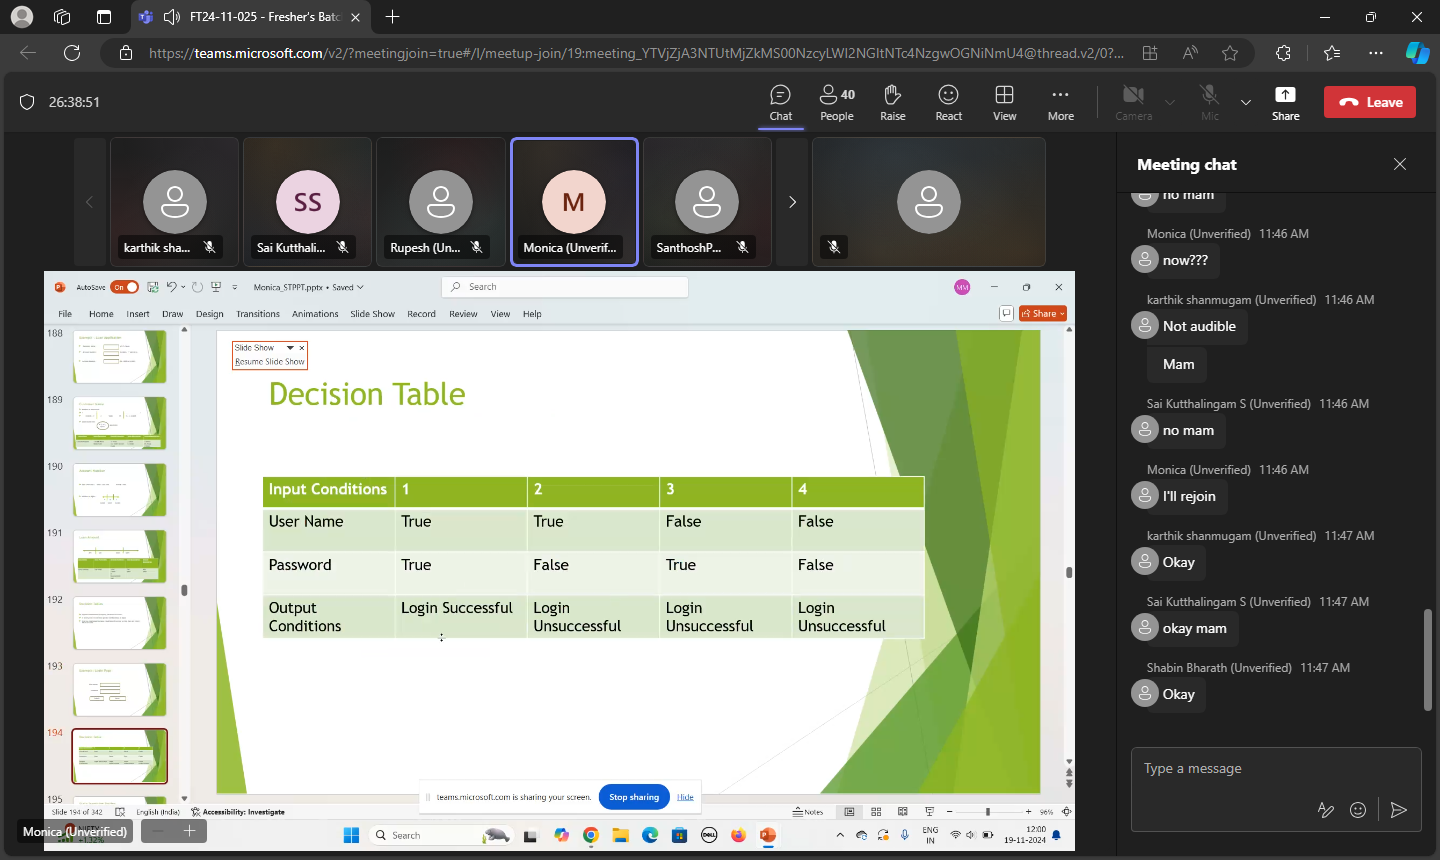 FT24-11-025 - Fresher's Batc
https://teams.microsoft.com/v2/?meetingjoin=true#/l/meetup-join/19:meeting_YTVjZjA3NTUtMjZkMS00NzcyLWI2NGItNTc4NzgwOGNiNmU4@thread.v2/0?...
26:38:51
Chat
40
People
Raise
React
View
More
Camera
Mic
Share
Leave
karthik sha...
SS
Sai Kutthali...
Rupesh (Un...
M
Monica (Unverif...
SanthoshP...
AutoSave On
Monica_STPPT.pptx • Saved
Search
MM
File Home Insert Draw Design Transitions Animations Slide Show Record Review View Help
Share
188
189
190
191
192
193
194
195
Slide Show
Resume Slide Show
Decision Table
Input Conditions 1 2 3 4
User Name True True False False
Password True False True False
Output Conditions Login Successful Login Unsuccessful Login Unsuccessful Login Unsuccessful
teams.microsoft.com is sharing your screen.
Stop sharing
Hide
Slide 194 of 342 English (India) Accessibility: Investigate
Notes
96%
Monica (Unverified)
Search
DELL
ENG
IN
12:00
19-11-2024
Meeting chat
no mam
Monica (Unverified) 11:46 AM
now???
karthik shanmugam (Unverified) 11:46 AM
Not audible
Mam
Sai Kutthalingam S (Unverified) 11:46 AM
no mam
Monica (Unverified) 11:46 AM
I'll rejoin
karthik shanmugam (Unverified) 11:47 AM
Okay
Sai Kutthalingam S (Unverified) 11:47 AM
okay mam
Shabin Bharath (Unverified) 11:47 AM
Okay
Type a message